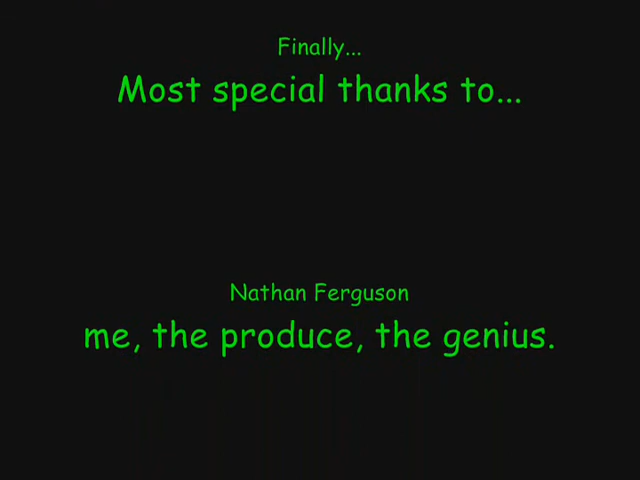 Finally...
Most special thanks to...
Nathan Ferguson
me, the produce, the genius.